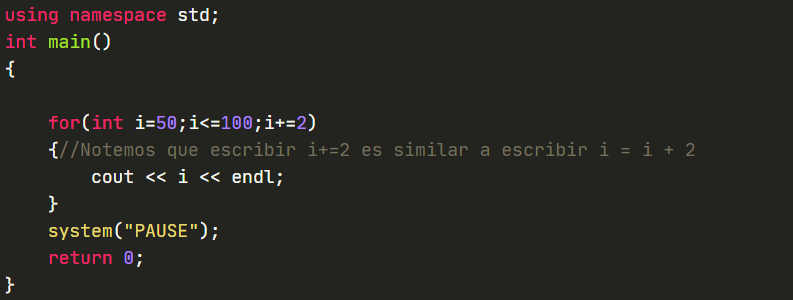 using namespace std;
int main()
{
for(int i=50;i<=100;i+=2)
{//Notemos que escribir i+=2 es similar a escribir i = i + 2
cout << i << endl;
}
system("PAUSE");
return 0;
}